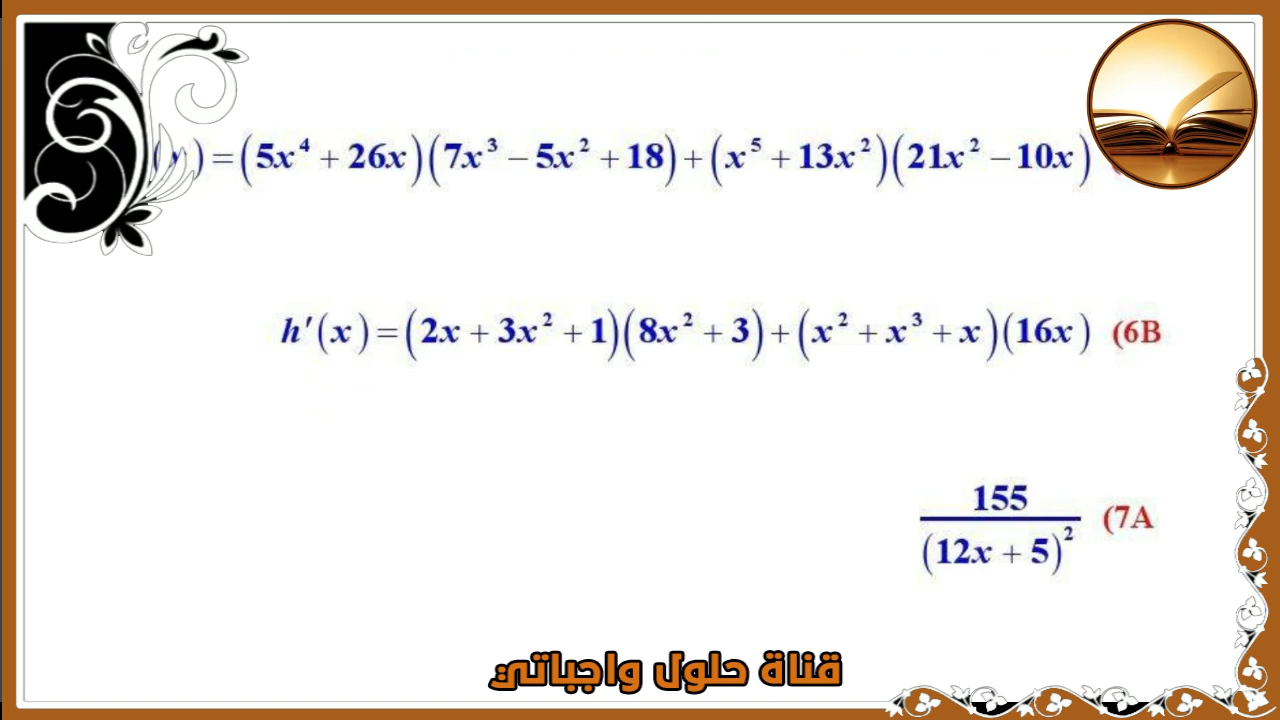 ) = (5x⁴ + 26x)(7x³ − 5x² + 18) + (x⁵ + 13x²)(21x² − 10x)
h′(x) = (2x + 3x² + 1)(8x² + 3) + (x² + x³ + x)(16x) (6B
155 / (12x + 5)² (7A
قناة حلول واجباتي